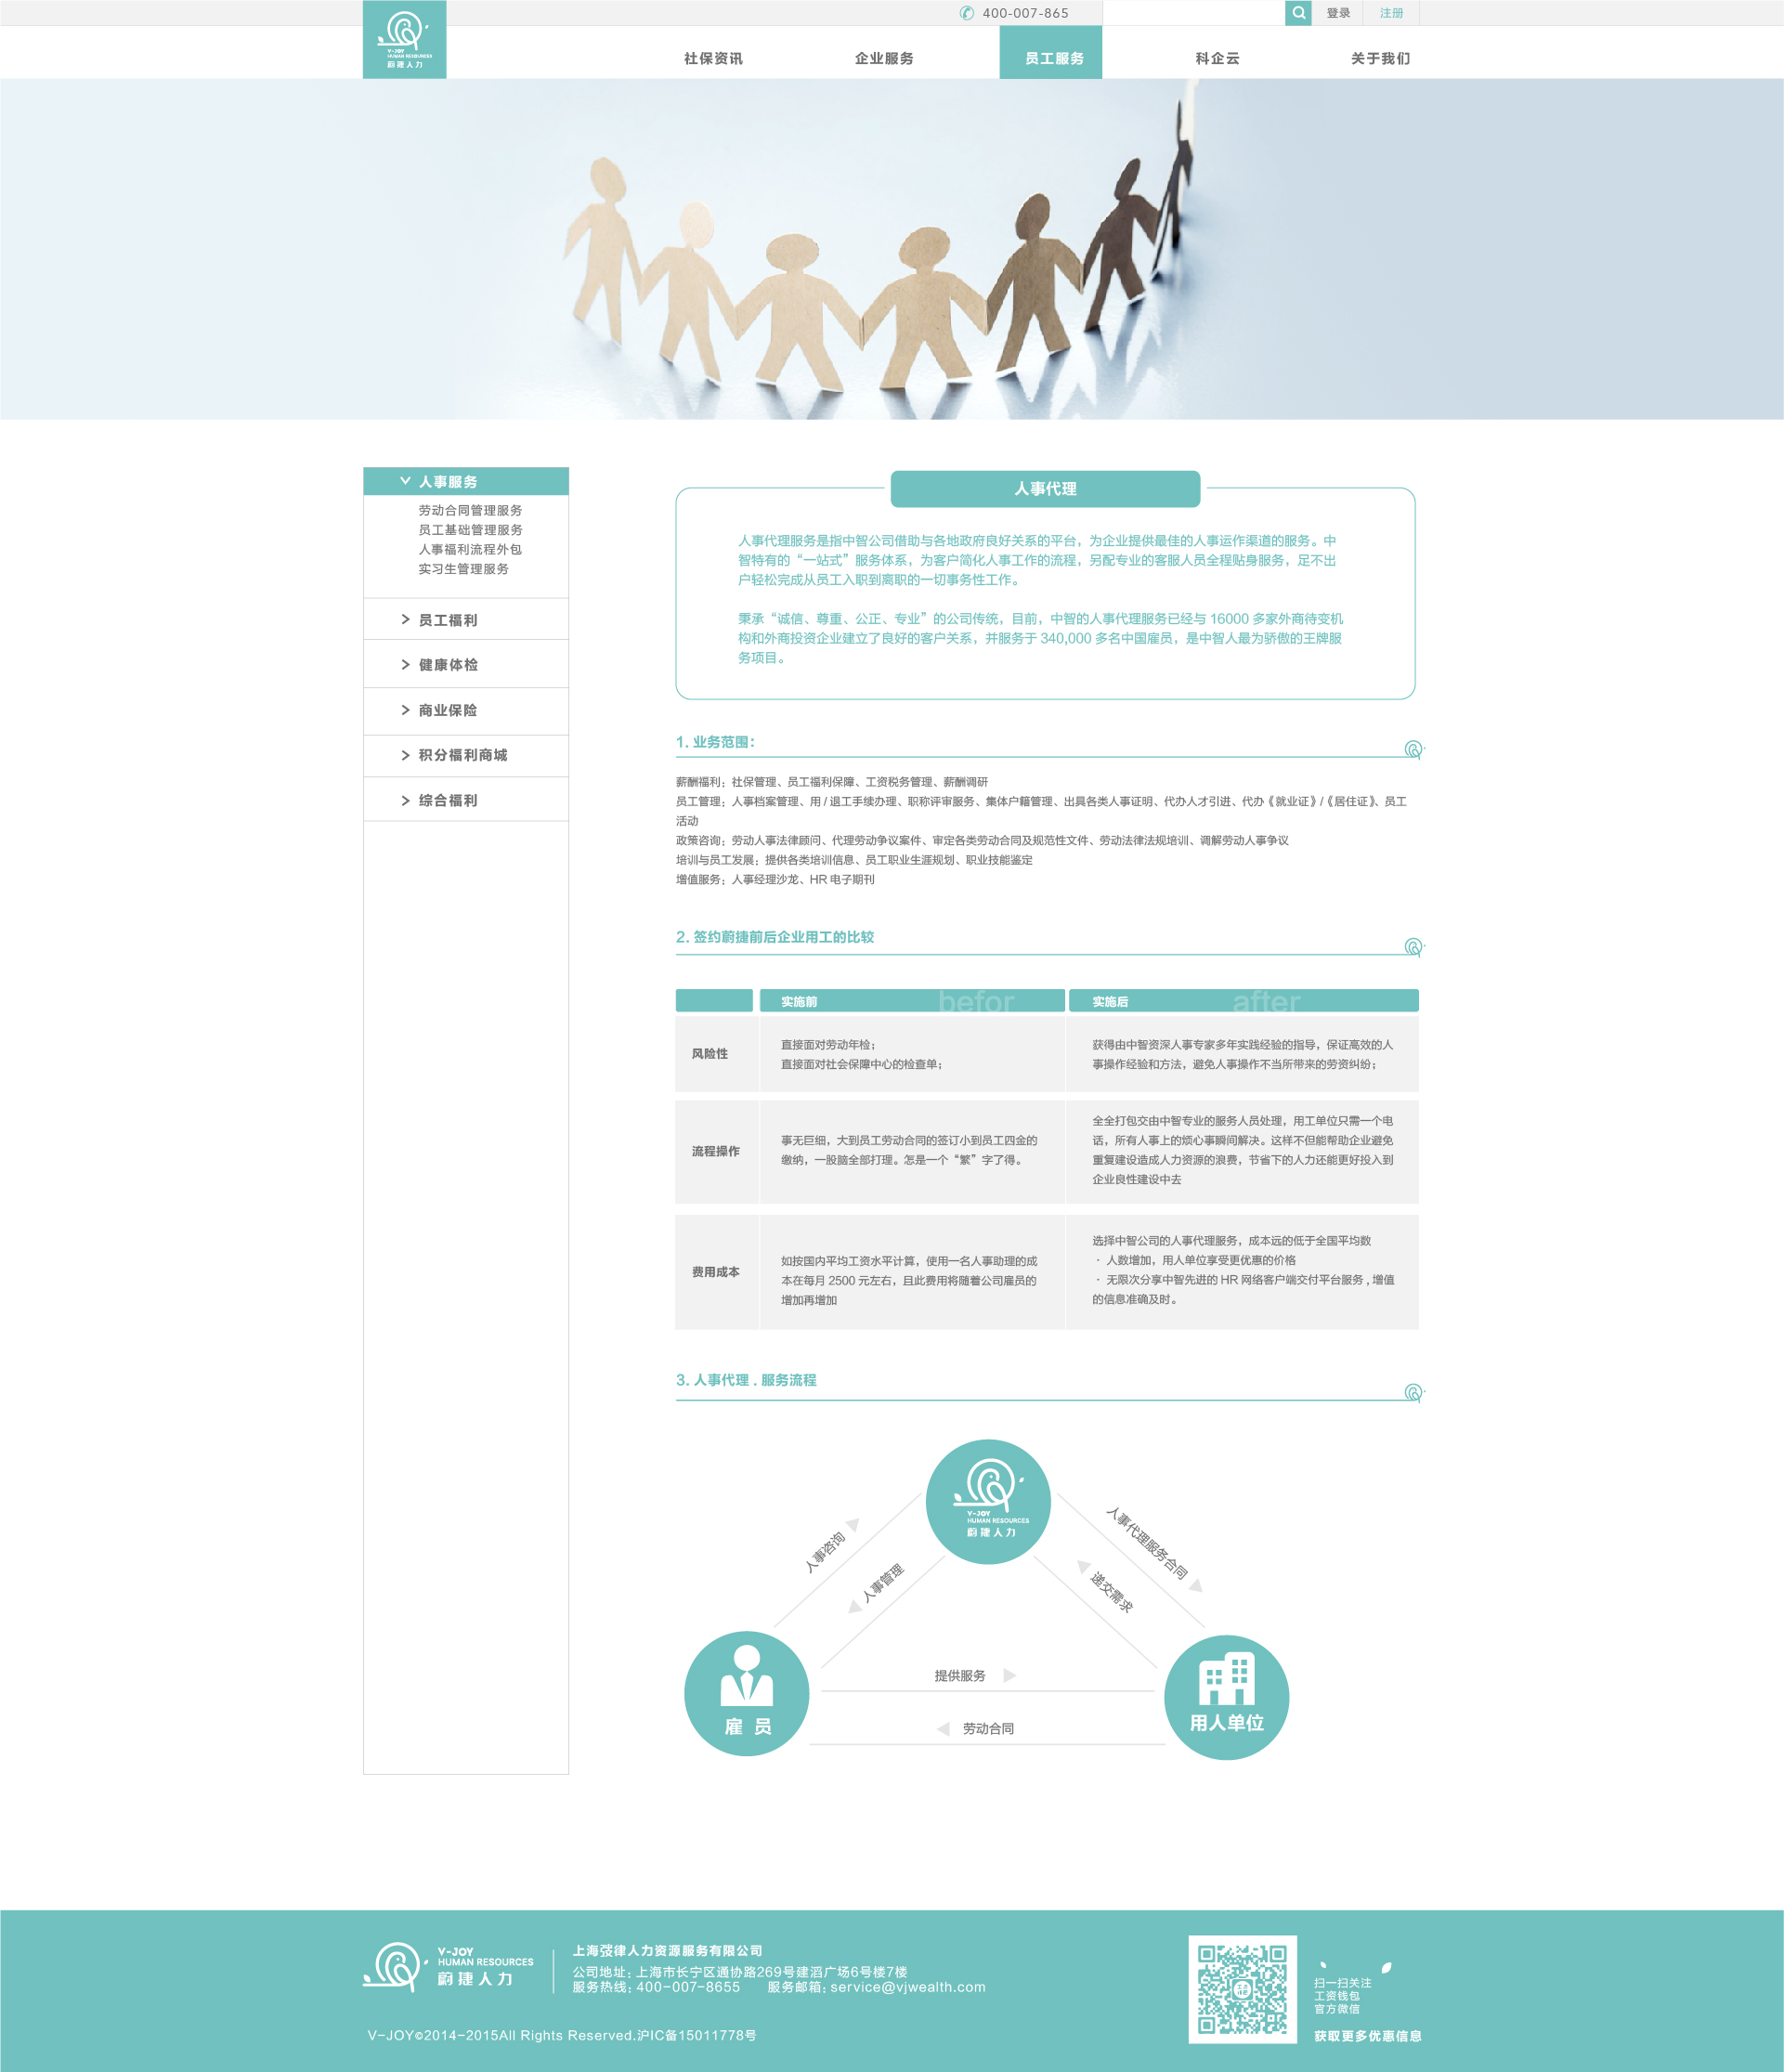 400-007-865
登录
注册
V-JOY
HUMAN RESOURCES
蔚捷人力
社保资讯
企业服务
员工服务
科企云
关于我们
人事服务
劳动合同管理服务
员工基础管理服务
人事福利流程外包
实习生管理服务
员工福利
健康体检
商业保险
积分福利商城
综合福利
人事代理
人事代理服务是指中智公司借助与各地政府良好关系的平台，为企业提供最佳的人事运作渠道的服务。中
智特有的“一站式”服务体系，为客户简化人事工作的流程，另配专业的客服人员全程贴身服务，足不出
户轻松完成从员工入职到离职的一切事务性工作。
秉承“诚信、尊重、公正、专业”的公司传统，目前，中智的人事代理服务已经与 16000 多家外商待变机
构和外商投资企业建立了良好的客户关系，并服务于 340,000 多名中国雇员，是中智人最为骄傲的王牌服
务项目。
1. 业务范围：
薪酬福利：社保管理、员工福利保障、工资税务管理、薪酬调研
员工管理：人事档案管理、用 / 退工手续办理、职称评审服务、集体户籍管理、出具各类人事证明、代办人才引进、代办《就业证》/《居住证》、员工
活动
政策咨询：劳动人事法律顾问、代理劳动争议案件、审定各类劳动合同及规范性文件、劳动法律法规培训、调解劳动人事争议
培训与员工发展：提供各类培训信息、员工职业生涯规划、职业技能鉴定
增值服务：人事经理沙龙、HR 电子期刊
2. 签约蔚捷前后企业用工的比较
实施前 befor
实施后 after
风险性
直接面对劳动年检；
直接面对社会保障中心的检查单；
获得由中智资深人事专家多年实践经验的指导，保证高效的人
事操作经验和方法，避免人事操作不当所带来的劳资纠纷；
流程操作
事无巨细，大到员工劳动合同的签订小到员工四金的
缴纳，一股脑全部打理。怎是一个“繁”字了得。
全全打包交由中智专业的服务人员处理，用工单位只需一个电
话，所有人事上的烦心事瞬间解决。这样不但能帮助企业避免
重复建设造成人力资源的浪费，节省下的人力还能更好投入到
企业良性建设中去
费用成本
如按国内平均工资水平计算，使用一名人事助理的成
本在每月 2500 元左右，且此费用将随着公司雇员的
增加再增加
选择中智公司的人事代理服务，成本远的低于全国平均数
· 人数增加，用人单位享受更优惠的价格
· 无限次分享中智先进的 HR 网络客户端交付平台服务 , 增值
的信息准确及时。
3. 人事代理 . 服务流程
V-JOY
HUMAN RESOURCES
蔚捷人力
人事咨询
人事管理
人事代理服务合同
递交需求
提供服务
劳动合同
雇 员
用人单位
V-JOY
HUMAN RESOURCES
蔚捷人力
上海弢律人力资源服务有限公司
公司地址：上海市长宁区通协路269号建滔广场6号楼7楼
服务热线：400-007-8655 服务邮箱：service@vjwealth.com
V-JOY©2014-2015All Rights Reserved.沪IC备15011778号
扫一扫关注
工资钱包
官方微信
获取更多优惠信息